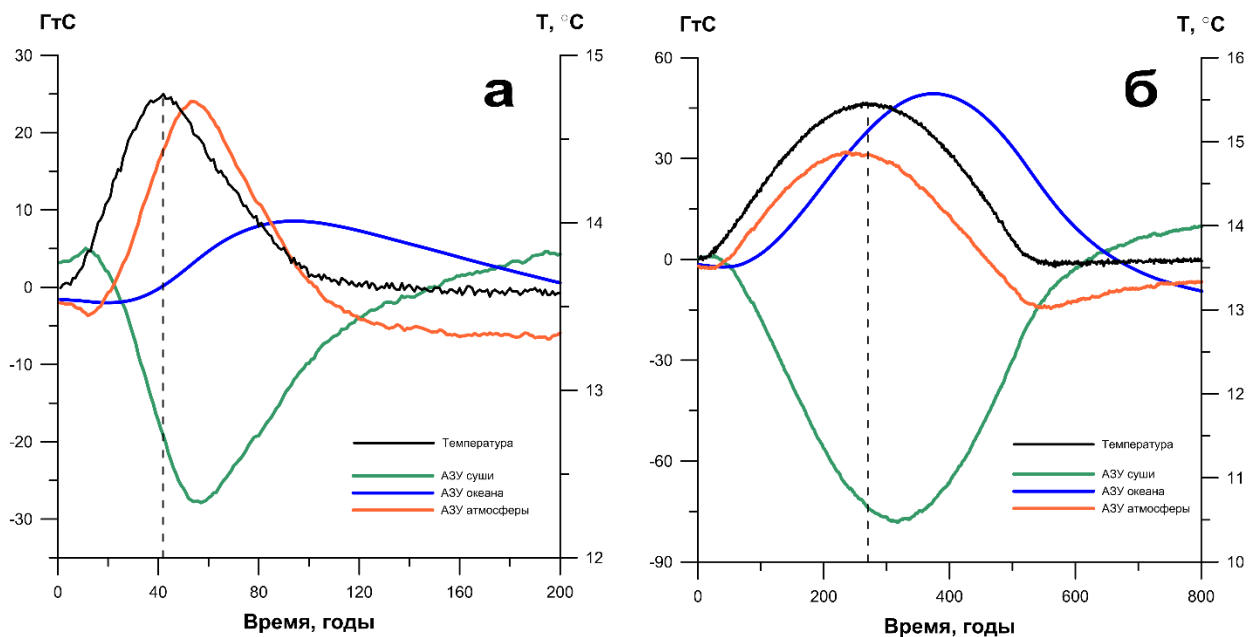 ГтС
T, °C
а
30
20
10
0
-10
-20
-30
15
14
13
12
Температура
АЗУ суши
АЗУ океана
АЗУ атмосферы
0
40
80
120
160
200
Время, годы
ГтС
T, °C
б
60
30
0
-30
-60
-90
16
15
14
13
12
11
10
Температура
АЗУ суши
АЗУ океана
АЗУ атмосферы
0
200
400
600
800
Время, годы